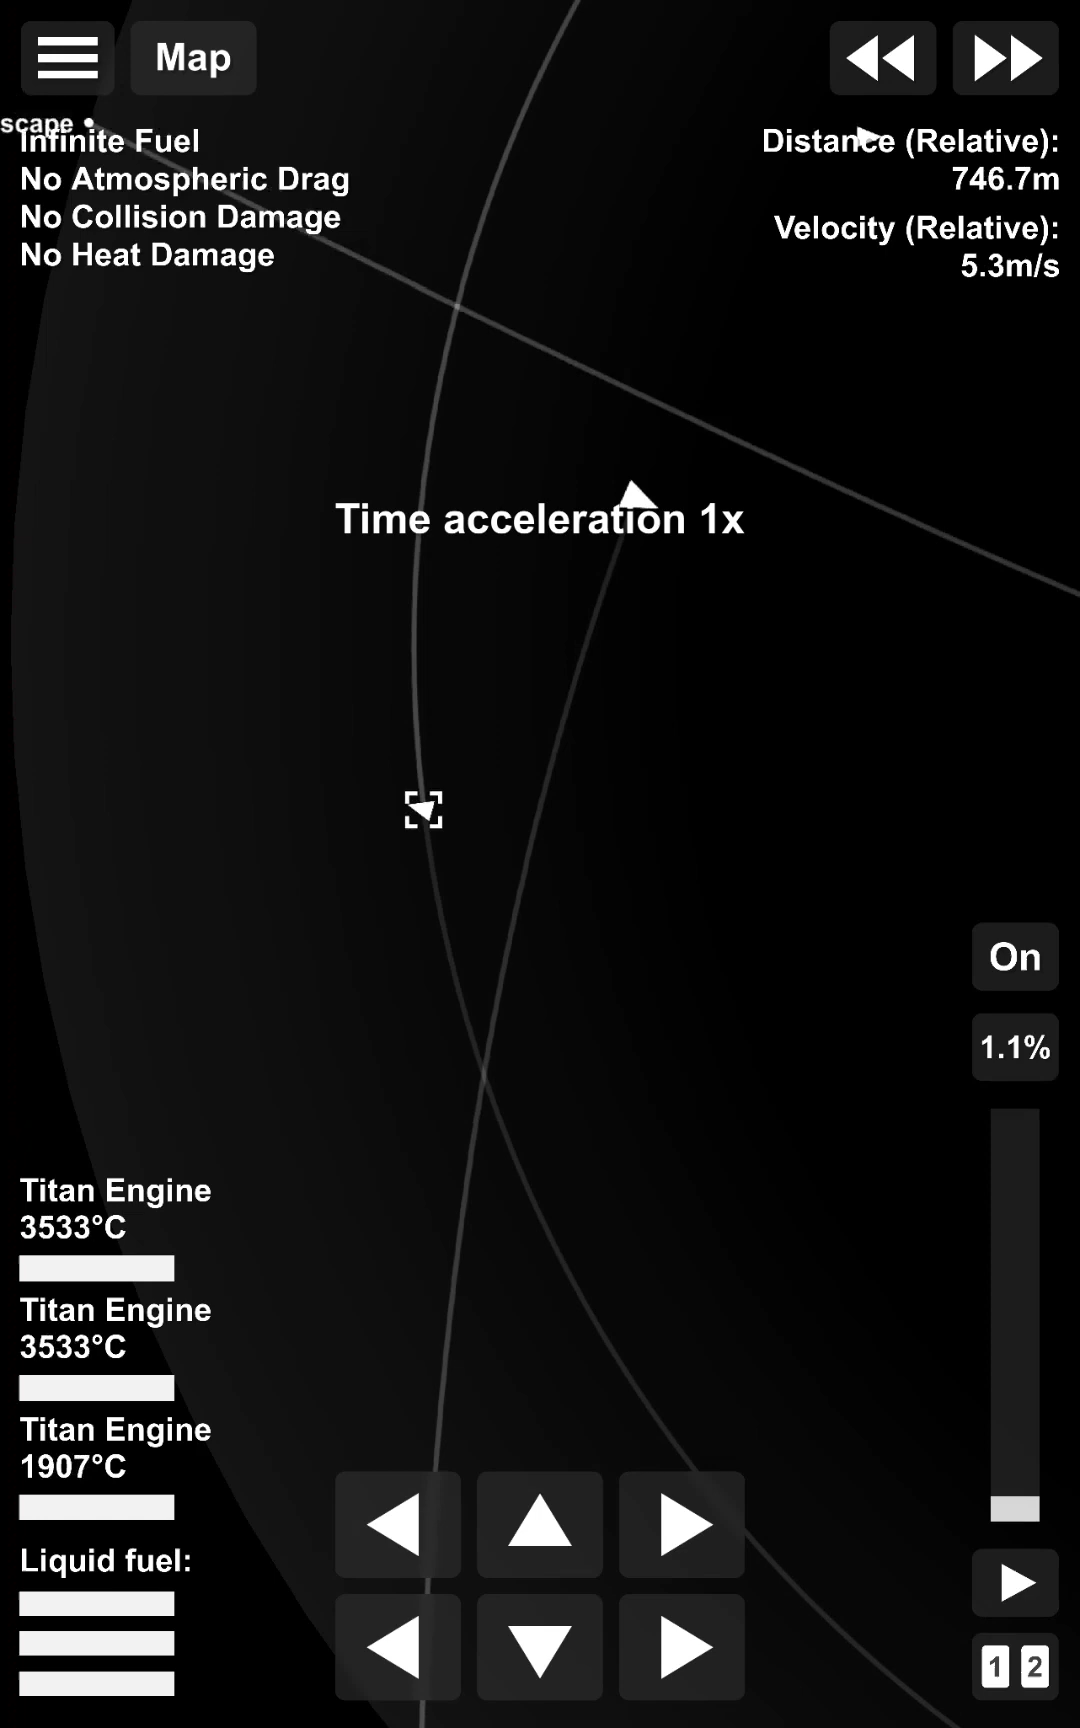 Map
scape
Infinite Fuel
No Atmospheric Drag
No Collision Damage
No Heat Damage
Distance (Relative):
746.7m
Velocity (Relative):
5.3m/s
Time acceleration 1x
On
1.1%
Titan Engine
3533°C
Titan Engine
3533°C
Titan Engine
1907°C
Liquid fuel:
1 2